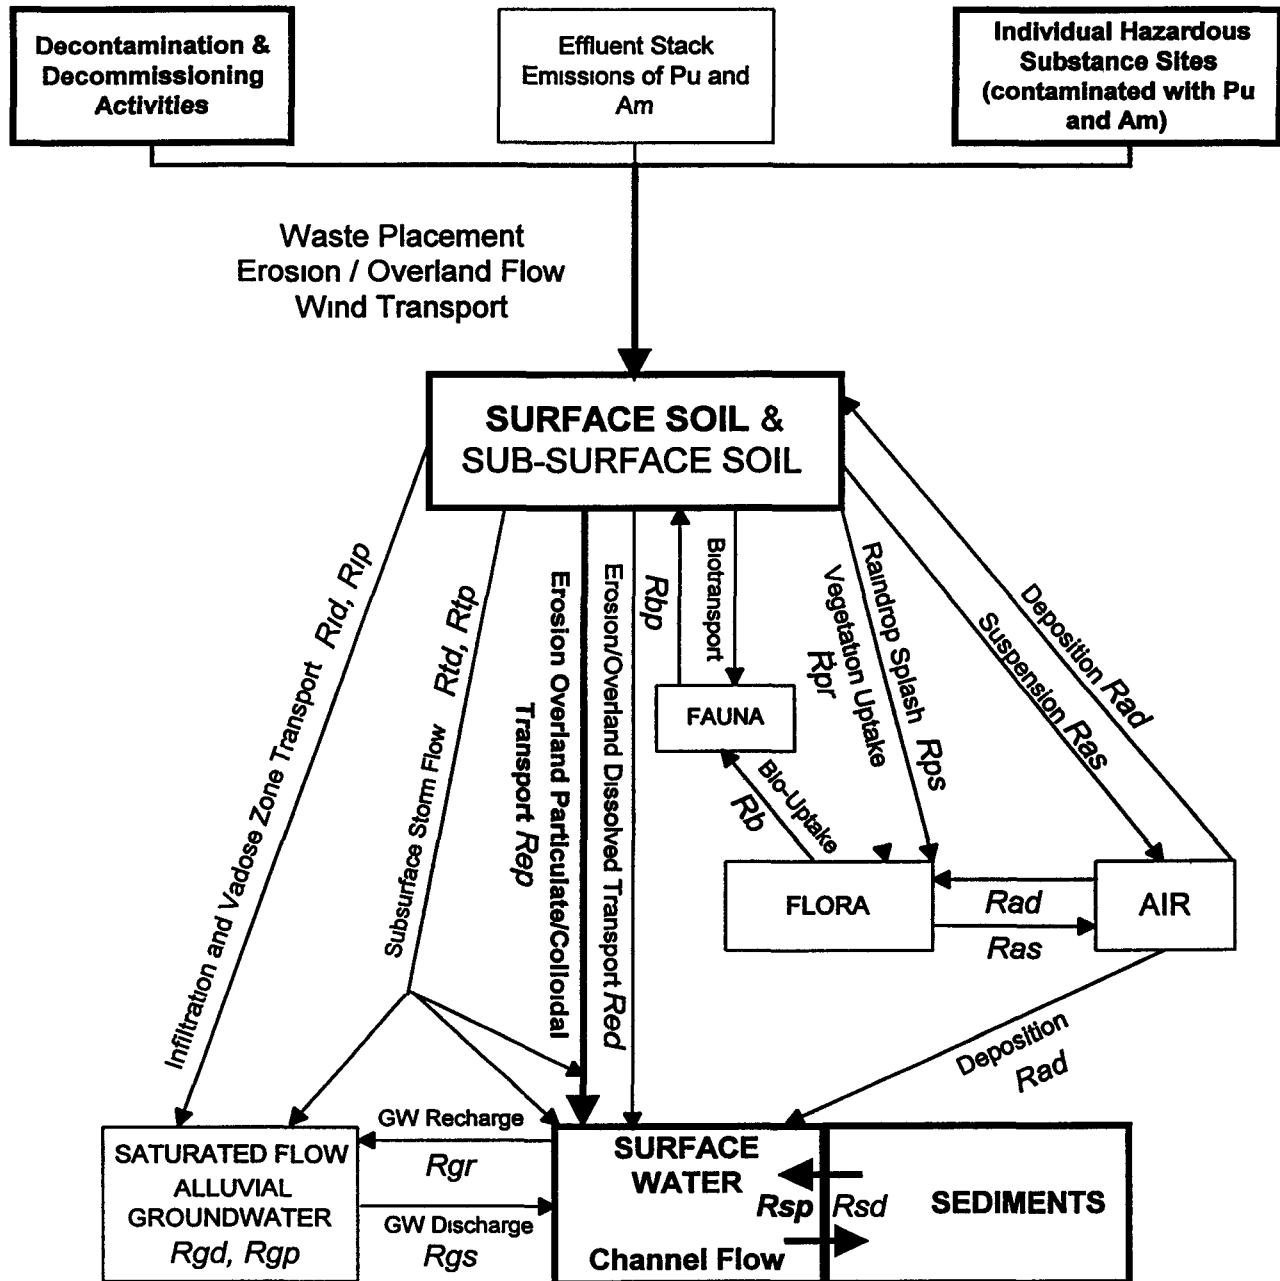 Decontamination &
Decommissioning
Activities
Effluent Stack
Emissions of Pu and
Am
Individual Hazardous
Substance Sites
(contaminated with Pu
and Am)
Waste Placement
Erosion / Overland Flow
Wind Transport
SURFACE SOIL &
SUB-SURFACE SOIL
Infiltration and Vadose Zone Transport Rid, Rip
Subsurface Storm Flow Rtd, Rtp
Erosion Overland Particulate/Colloidal
Transport Rep
Erosion/Overland Dissolved Transport Red
Rbp
Biotransport
Raindrop Splash Rps
Vegetation Uptake
Rpr
Suspension Ras
Deposition Rad
FAUNA
Bio-Uptake
Rb
FLORA
Rad
Ras
AIR
Deposition
Rad
SATURATED FLOW
ALLUVIAL
GROUNDWATER
Rgd, Rgp
GW Recharge
Rgr
GW Discharge
Rgs
SURFACE
WATER
Rsp
Rsd
Channel Flow
SEDIMENTS